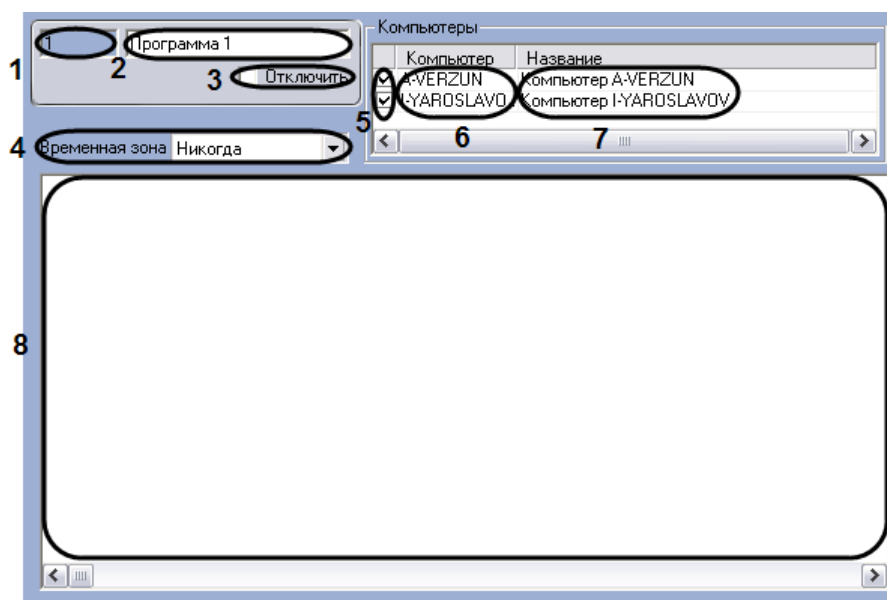 Компьютеры
1 Программа 1
1 2
3 Отключить
Компьютер Название
A-VERZUN Компьютер A-VERZUN
I-YAROSLAVO Компьютер I-YAROSLAVOV
5 6 7
4 Временная зона Никогда
8